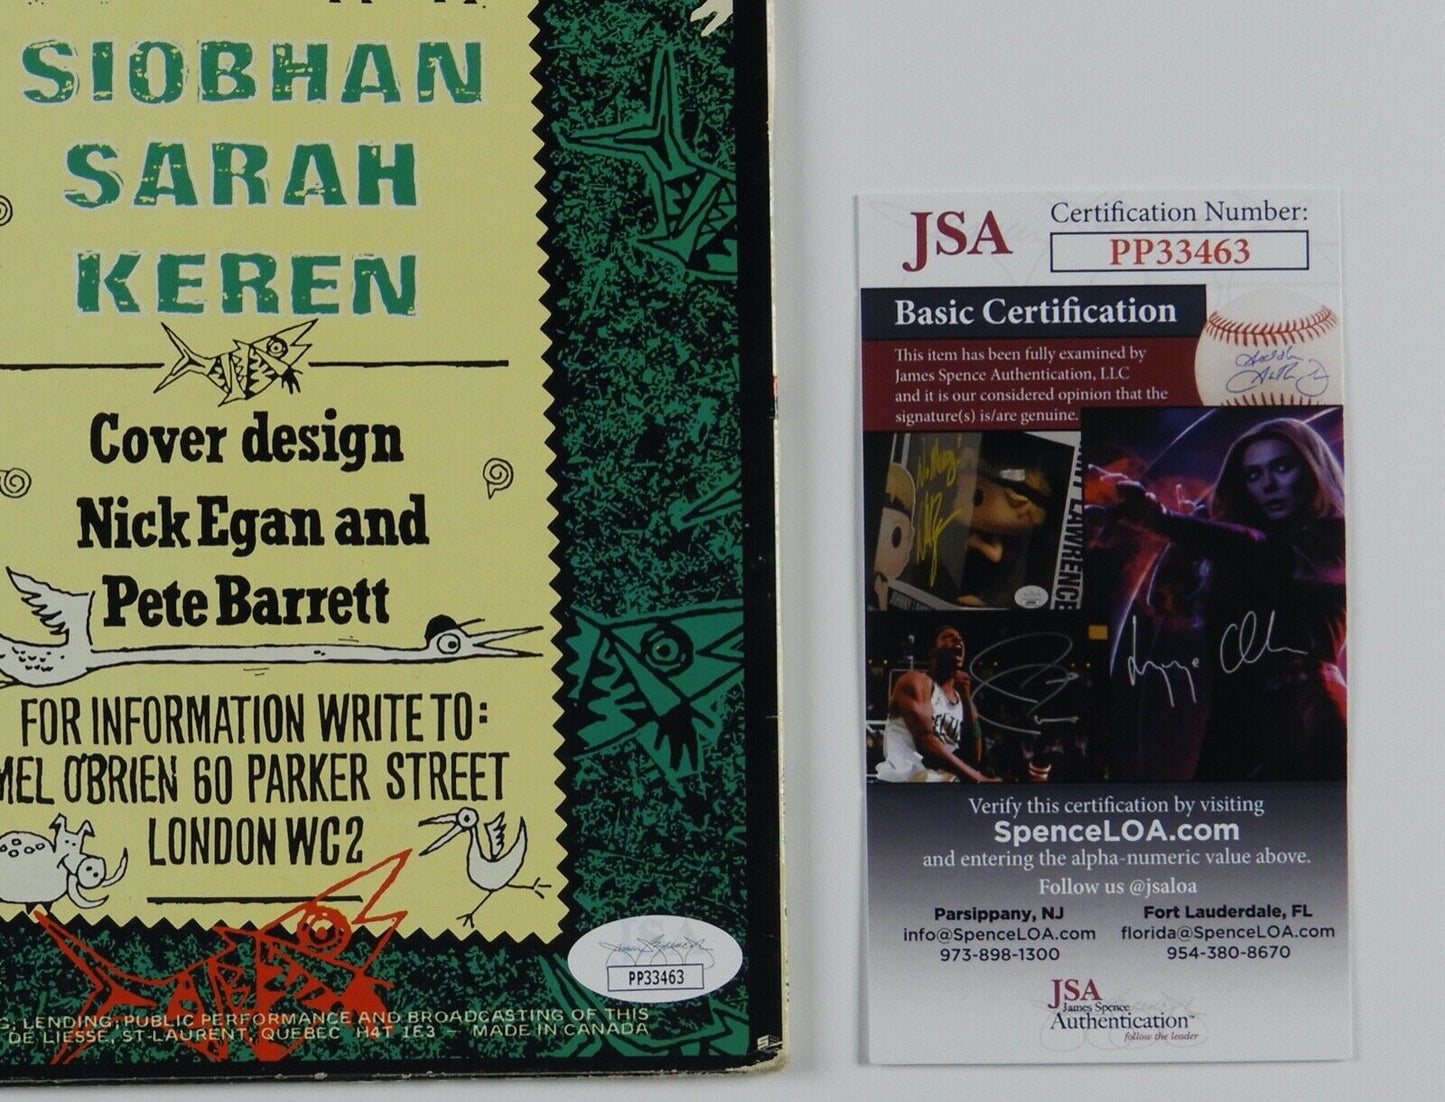 SIOBHAN
SARAH
KEREN
Cover design
Nick Egan and
Pete Barrett
FOR INFORMATION WRITE TO:
MEL O'BRIEN 60 PARKER STREET
LONDON WC2
PP33463
LENDING, PUBLIC PERFORMANCE AND BROADCASTING OF THIS
DE LIESSE, ST-LAURENT, QUEBEC H4T 1E3 – MADE IN CANADA
JSA
Certification Number:
PP33463
Basic Certification
This item has been fully examined by
James Spence Authentication, LLC
and it is our considered opinion that the
signature(s) is/are genuine.
LAWRENCE
Verify this certification by visiting
SpenceLOA.com
and entering the alpha-numeric value above.
Follow us @jsaloa
Parsippany, NJ
info@SpenceLOA.com
973-898-1300
Fort Lauderdale, FL
florida@SpenceLOA.com
954-380-8670
JSA
James Spence
Authentication™
follow the leader